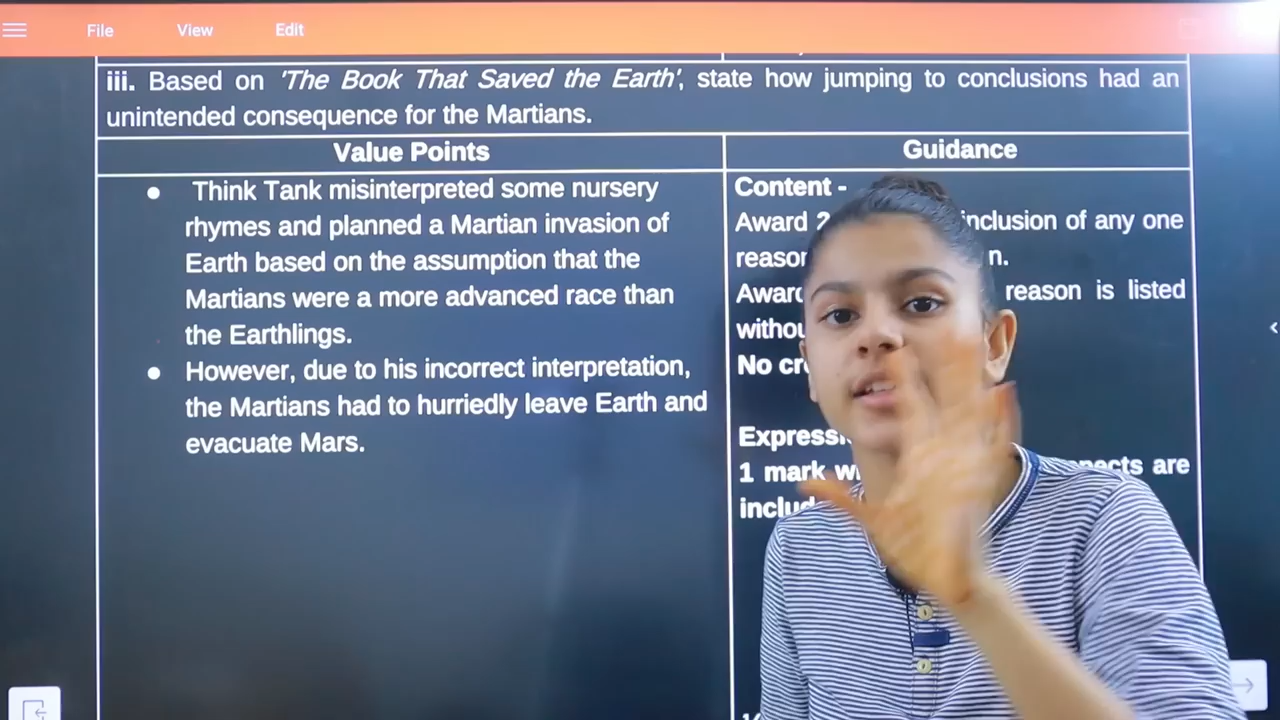 File View Edit
iii. Based on 'The Book That Saved the Earth', state how jumping to conclusions had an
unintended consequence for the Martians.
Value Points
Guidance
Think Tank misinterpreted some nursery
rhymes and planned a Martian invasion of
Earth based on the assumption that the
Martians were a more advanced race than
the Earthlings.
However, due to his incorrect interpretation,
the Martians had to hurriedly leave Earth and
evacuate Mars.
Content -
Award 2 inclusion of any one
reason
Award reason is listed
No
1 mark are